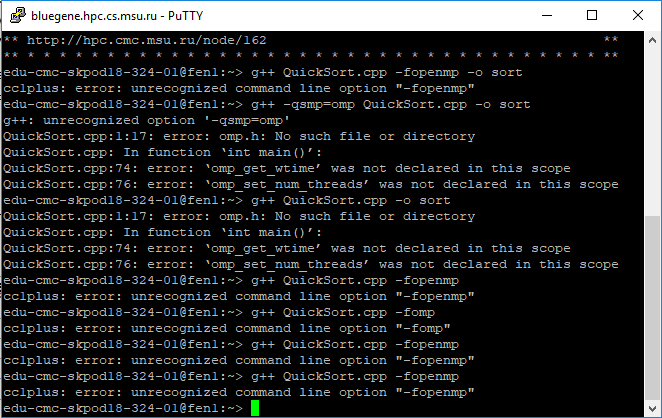 bluegene.hpc.cs.msu.ru - PuTTY
** http://hpc.cmc.msu.ru/node/162 **
** * * * * * * * * * * * * * * * * * * * * * * * * * * * * * * * * * * * * * **
edu-cmc-skpod18-324-01@fen1:~> g++ QuickSort.cpp -fopenmp -o sort
cc1plus: error: unrecognized command line option "-fopenmp"
edu-cmc-skpod18-324-01@fen1:~> g++ -qsmp=omp QuickSort.cpp -o sort
g++: unrecognized option '-qsmp=omp'
QuickSort.cpp:1:17: error: omp.h: No such file or directory
QuickSort.cpp: In function ‘int main()’:
QuickSort.cpp:74: error: ‘omp_get_wtime’ was not declared in this scope
QuickSort.cpp:76: error: ‘omp_set_num_threads’ was not declared in this scope
edu-cmc-skpod18-324-01@fen1:~> g++ QuickSort.cpp -o sort
QuickSort.cpp:1:17: error: omp.h: No such file or directory
QuickSort.cpp: In function ‘int main()’:
QuickSort.cpp:74: error: ‘omp_get_wtime’ was not declared in this scope
QuickSort.cpp:76: error: ‘omp_set_num_threads’ was not declared in this scope
edu-cmc-skpod18-324-01@fen1:~> g++ QuickSort.cpp -fopenmp
cc1plus: error: unrecognized command line option "-fopenmp"
edu-cmc-skpod18-324-01@fen1:~> g++ QuickSort.cpp -fomp
cc1plus: error: unrecognized command line option "-fomp"
edu-cmc-skpod18-324-01@fen1:~> g++ QuickSort.cpp -fopenmp
cc1plus: error: unrecognized command line option "-fopenmp"
edu-cmc-skpod18-324-01@fen1:~> g++ QuickSort.cpp -fopenmp
cc1plus: error: unrecognized command line option "-fopenmp"
edu-cmc-skpod18-324-01@fen1:~>